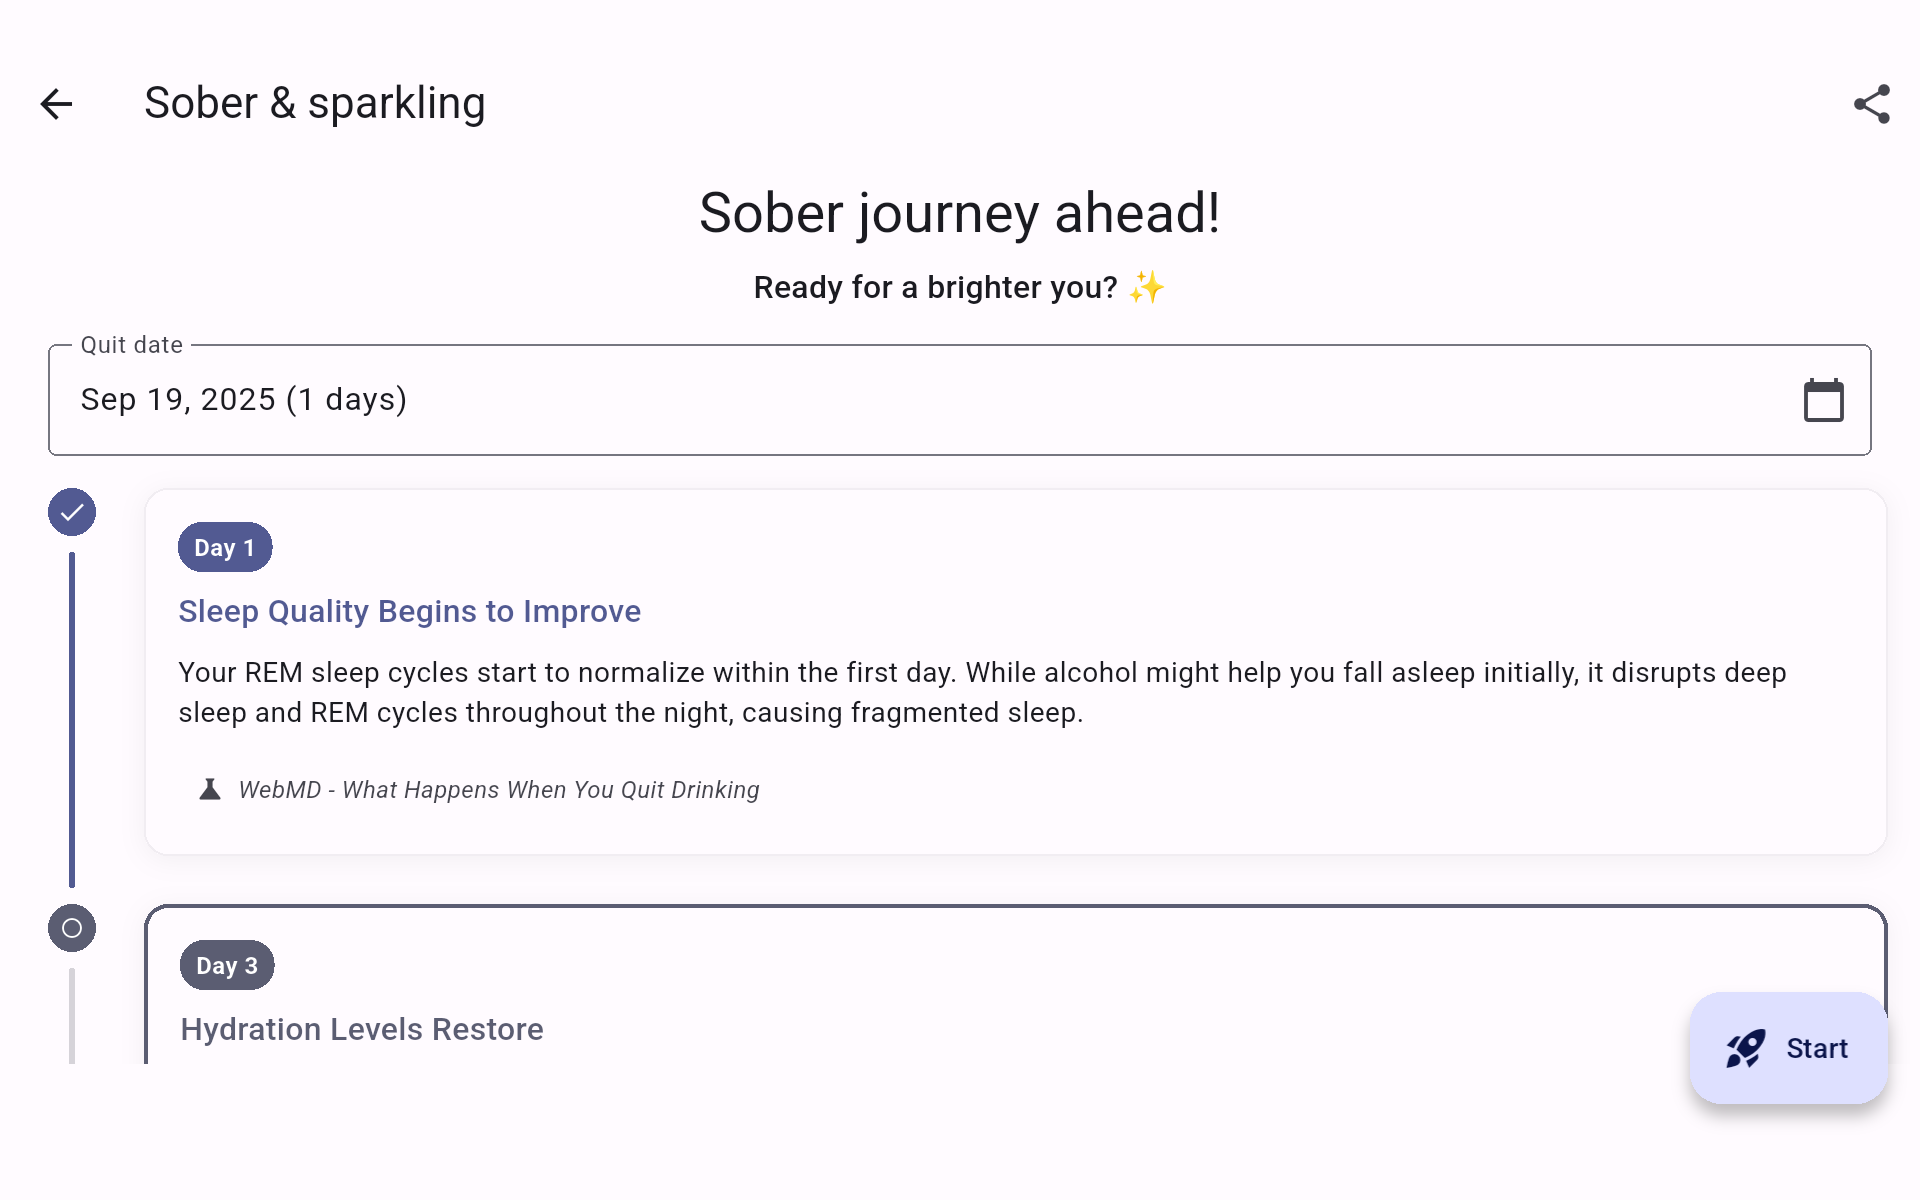 Sober & sparkling
Sober journey ahead!
Ready for a brighter you? ✨
Quit date
Sep 19, 2025 (1 days)
Day 1
Sleep Quality Begins to Improve
Your REM sleep cycles start to normalize within the first day. While alcohol might help you fall asleep initially, it disrupts deep
sleep and REM cycles throughout the night, causing fragmented sleep.
WebMD - What Happens When You Quit Drinking
Day 3
Hydration Levels Restore
Start